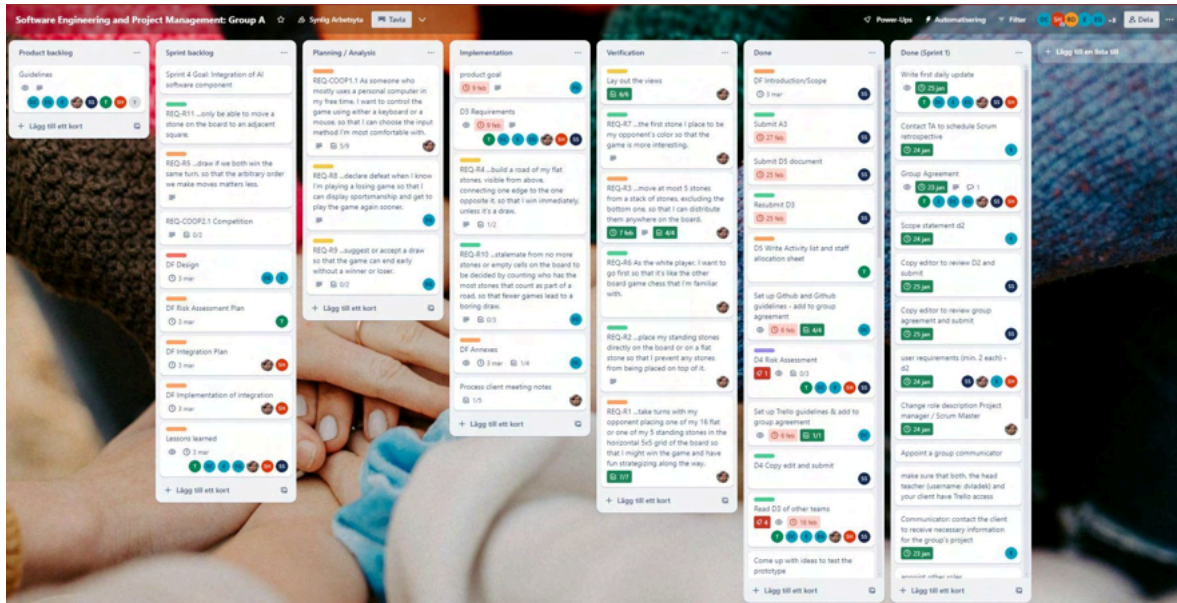 Software Engineering and Project Management: Group A
Synlig Arbetsyta
Tavla
Power-Ups
Automatisering
Filter
Dela
Product backlog
Guidelines
+ Lägg till ett kort
Sprint backlog
Sprint 4 Goal: Integration of AI
software component
REQ-R11 ...only be able to move a
stone on the board to an adjacent
square.
REQ-R5 ...draw if we both win the
same turn, so that the arbitrary order
we make moves matters less.
REQ-COOP2.1 Competition
0/2
DF Design
3 mar
DF Risk Assessment Plan
3 mar
DF Integration Plan
3 mar
DF Implementation of integration
3 mar
Lessons learned
3 mar
+ Lägg till ett kort
Planning / Analysis
REQ-COOP1.1 As someone who
mostly uses a personal computer in
my free time, I want to control the
game using either a keyboard or a
mouse, so that I can choose the input
method I'm most comfortable with.
5/9
REQ-R8 ...declare defeat when I know
I'm playing a losing game so that I
can display sportsmanship and get to
play the game again sooner.
REQ-R9 ...suggest or accept a draw
so that the game can end early
without a winner or loser.
0/2
+ Lägg till ett kort
Implementation
product goal
9 feb
D3 Requirements
9 feb
REQ-R4 ...build a road of my flat
stones, visible from above,
connecting one edge to the one
opposite it, so that I win immediately,
unless it's a draw.
1/2
REQ-R10 ...stalemate from no more
stones or empty cells on the board to
be decided by counting who has the
most stones that count as part of a
road, so that fewer games lead to a
boring draw.
0/3
DF Annexes
3 mar 1/4
Process client meeting notes
1/5
+ Lägg till ett kort
Verification
Lay out the views
6/6
REQ-R7 ...the first stone I place to be
my opponent's color so that the
game is more interesting.
REQ-R3 ...move at most 5 stones
from a stack of stones, excluding the
bottom one, so that I can distribute
them anywhere on the board.
7 feb 4/4
REQ-R6 As the white player, I want to
go first so that it's like the other
board game chess that I'm familiar
with.
REQ-R2 ...place my standing stones
directly on the board or on a flat
stone so that I prevent any stones
from being placed on top of it.
REQ-R1 ...take turns with my
opponent placing one of my 16 flat
or one of my 5 standing stones in the
horizontal 5x5 grid of the board so
that I might win the game and have
fun strategizing along the way.
7/7
+ Lägg till ett kort
Done
DF Introduction/Scope
3 mar
Submit A3
27 feb
Submit D5 document
25 feb
Resubmit D3
25 feb
D5 Write Activity list and staff
allocation sheet
Set up Github and Github
guidelines - add to group
agreement
6 feb 4/4
D4 Risk Assessment
1 0/3
Set up Trello guidelines & add to
group agreement
6 feb 1/1
D4 Copy edit and submit
Read D3 of other teams
4 16 feb
Come up with ideas to test the
prototype
+ Lägg till ett kort
Done (Sprint 1)
Write first daily update
25 jan
Contact TA to schedule Scrum
retrospective
24 jan
Group Agreement
23 jan 1
Scope statement d2
24 jan
Copy editor to review D2 and
submit
25 jan
Copy editor to review group
agreement and submit
25 jan
user requirements (min. 2 each) -
d2
24 jan
Change role description Project
manager / Scrum Master
24 jan
Appoint a group communicator
make sure that both, the head
teacher (username: dvladek) and
your client have Trello access
Communicator: contact the client
to receive necessary information
for the group's project
23 jan
appoint other roles
+ Lägg till ett kort
+ Lägg till en lista till